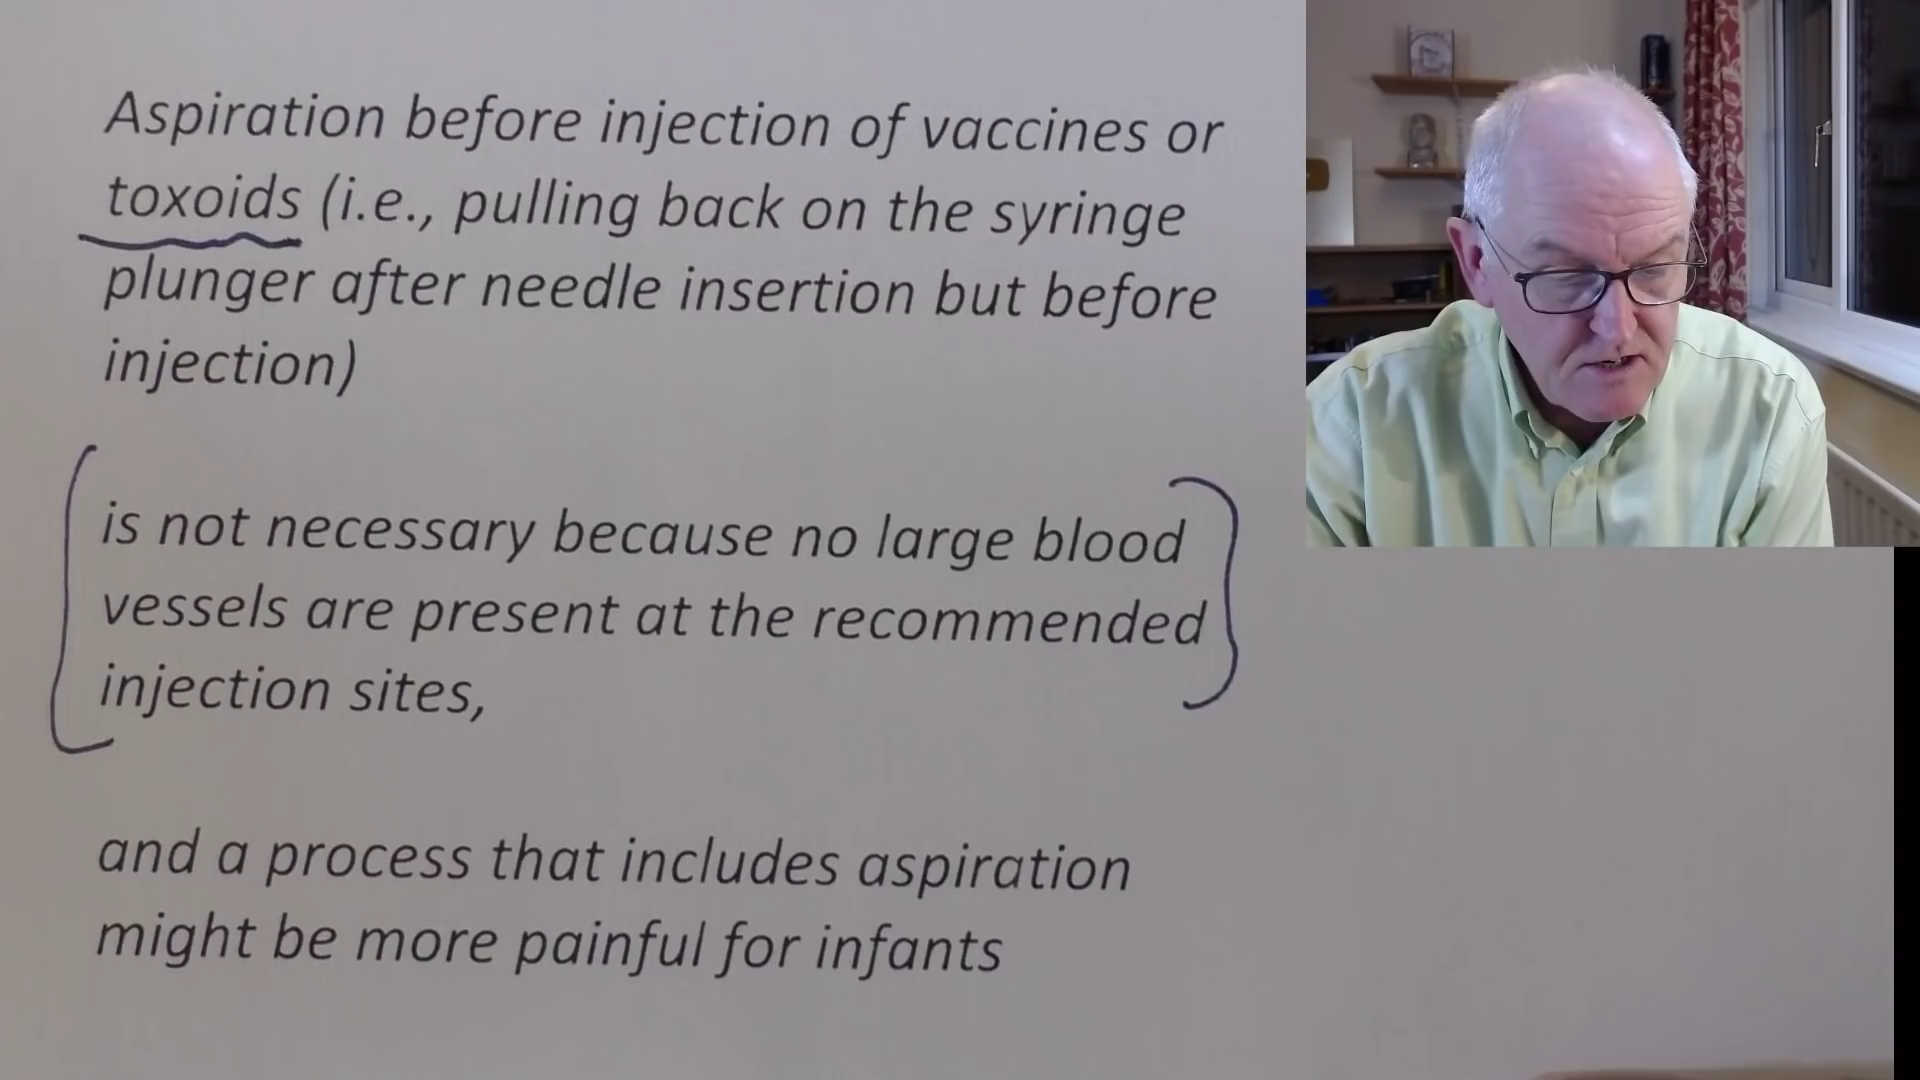 Aspiration before injection of vaccines or
toxoids (i.e., pulling back on the syringe
plunger after needle insertion but before
injection)
is not necessary because no large blood
vessels are present at the recommended
injection sites,
and a process that includes aspiration
might be more painful for infants